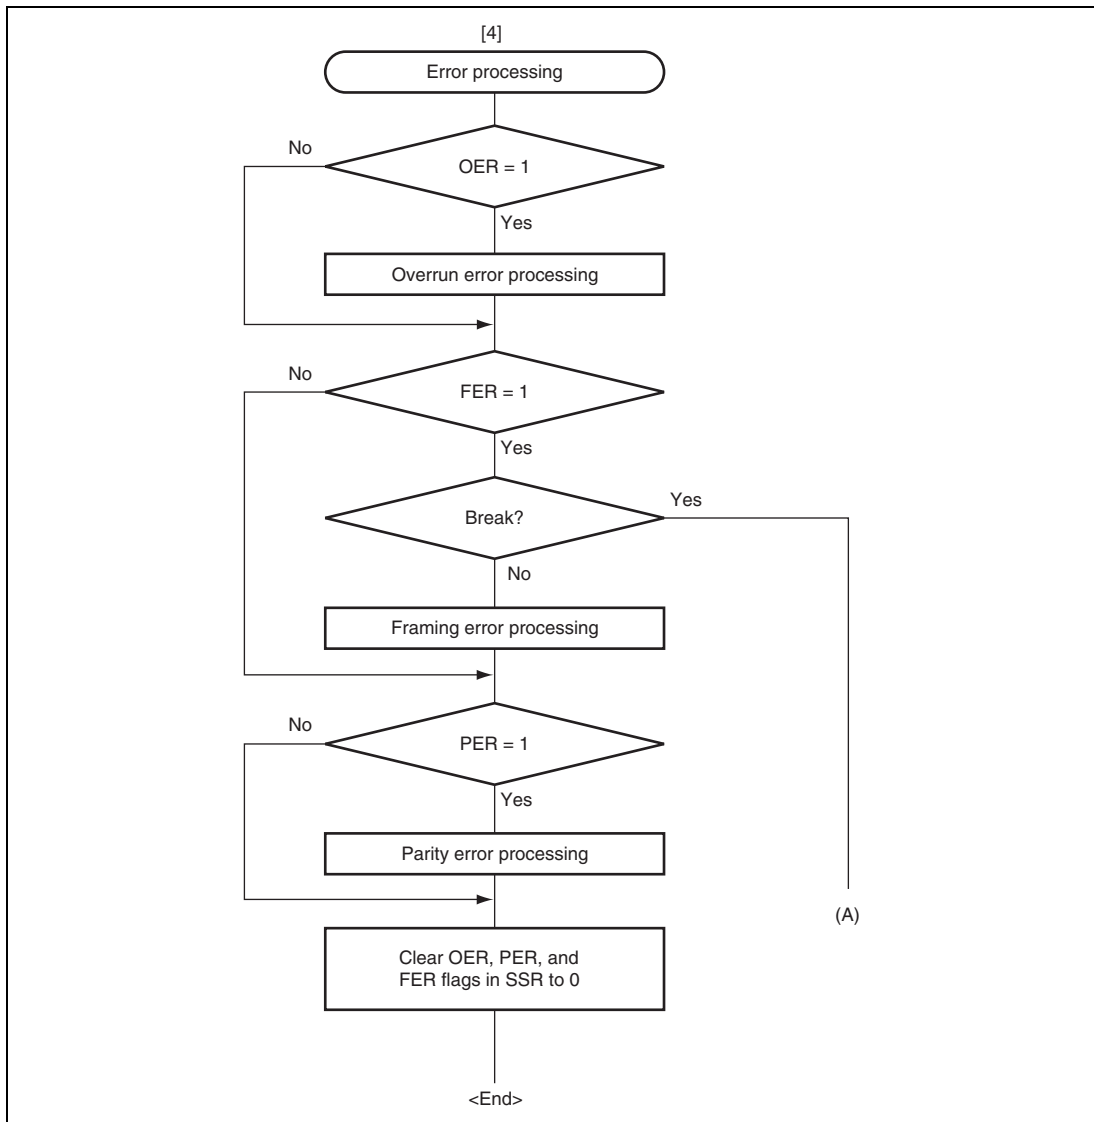 [4]
Error processing
No
OER = 1
Yes
Overrun error processing
No
FER = 1
Yes
Break?
Yes
No
Framing error processing
No
PER = 1
Yes
Parity error processing
(A)
Clear OER, PER, and
FER flags in SSR to 0
<End>